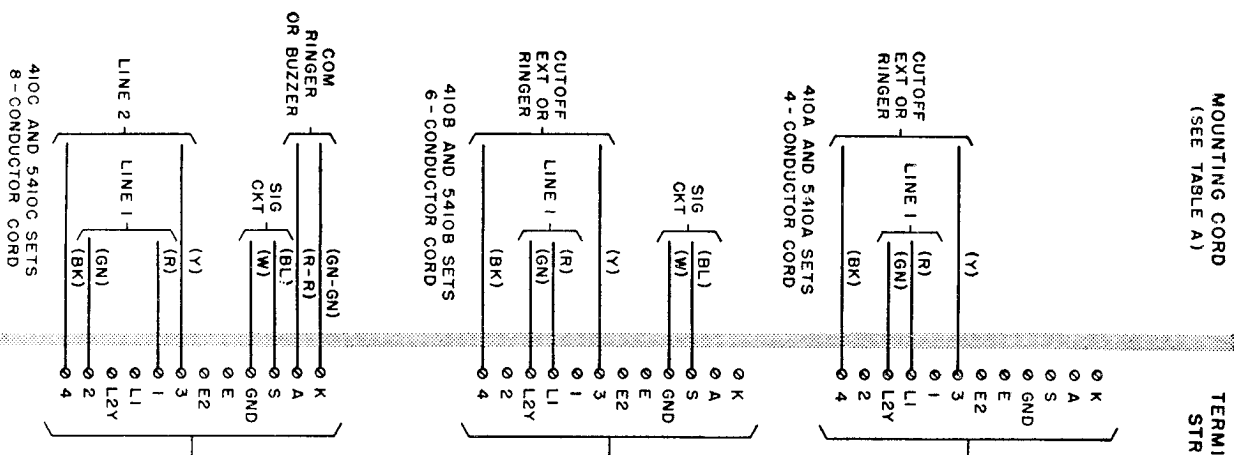 MOUNTING CORD
(SEE TABLE A)
TERMI
STR
K
A
S
GND
E
E2
(Y)
3
1
CUTOFF
EXT OR
RINGER
LINE 1
(R)
L1
(GN)
L2Y
2
(BK)
4
410A AND 5410A SETS
4-CONDUCTOR CORD
K
A
SIG
CKT
(BL)
S
(W)
GND
E
E2
(Y)
3
1
CUTOFF
EXT OR
RINGER
LINE 1
(R)
L1
(GN)
L2Y
2
(BK)
4
410B AND 5410B SETS
6-CONDUCTOR CORD
COM
RINGER
OR BUZZER
(GN-GN)
K
(R-R)
A
SIG
CKT
(BL)
S
(W)
GND
E
E2
(Y)
3
(R)
1
LINE 2
LINE 1
L1
L2Y
(GN)
2
(BK)
4
410C AND 5410C SETS
8-CONDUCTOR CORD